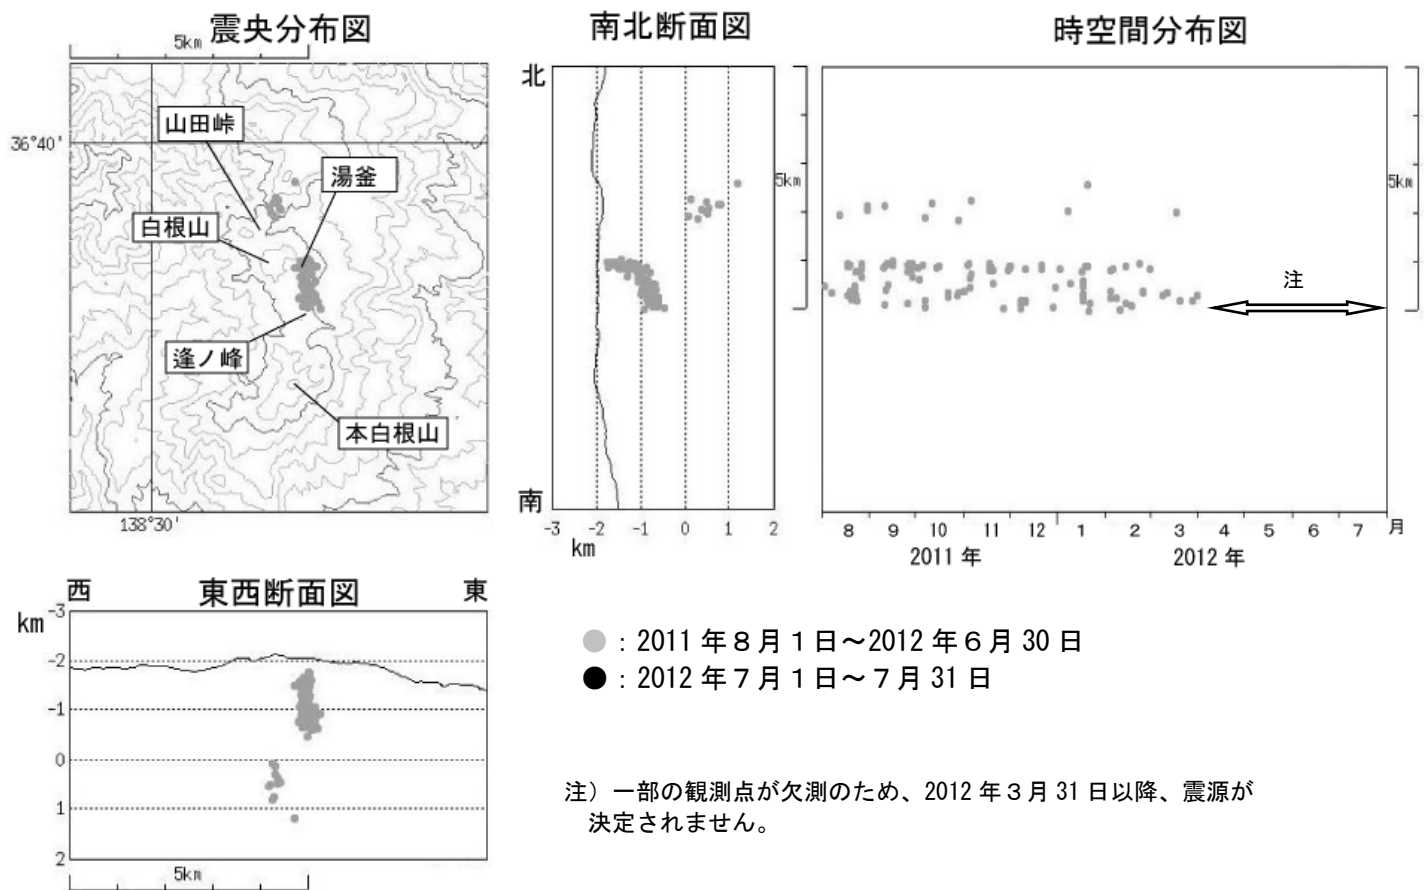 震央分布図
5km
36°40'
138°30'
山田峠
湯釜
白根山
逢ノ峰
本白根山
南北断面図
北
南
5km
-3 -2 -1 0 1 2
km
時空間分布図
5km
注
8 9 10 11 12 1 2 3 4 5 6 7 月
2011 年 2012 年
西 東西断面図 東
km
-3
-2
-1
0
1
2
5km
● : 2011 年８月１日～2012 年６月 30 日
● : 2012 年７月１日～７月 31 日
注）一部の観測点が欠測のため、2012 年３月 31 日以降、震源が
決定されません。